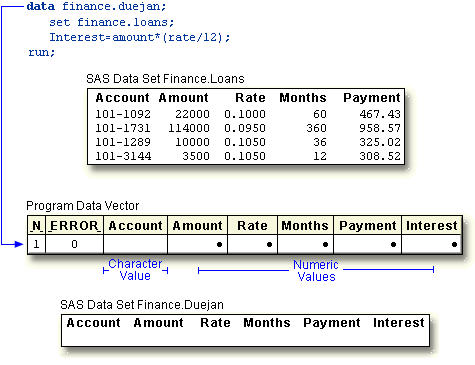 data finance.duejan;
set finance.loans;
Interest=amount*(rate/12);
run;
SAS Data Set Finance.Loans
Account Amount Rate Months Payment
101-1092 22000 0.1000 60 467.43
101-1731 114000 0.0950 360 958.57
101-1289 10000 0.1050 36 325.02
101-3144 3500 0.1050 12 308.52
Program Data Vector
_N_ _ERROR_ Account Amount Rate Months Payment Interest
1 0 • • • • •
Character Numeric
Value Values
SAS Data Set Finance.Duejan
Account Amount Rate Months Payment Interest